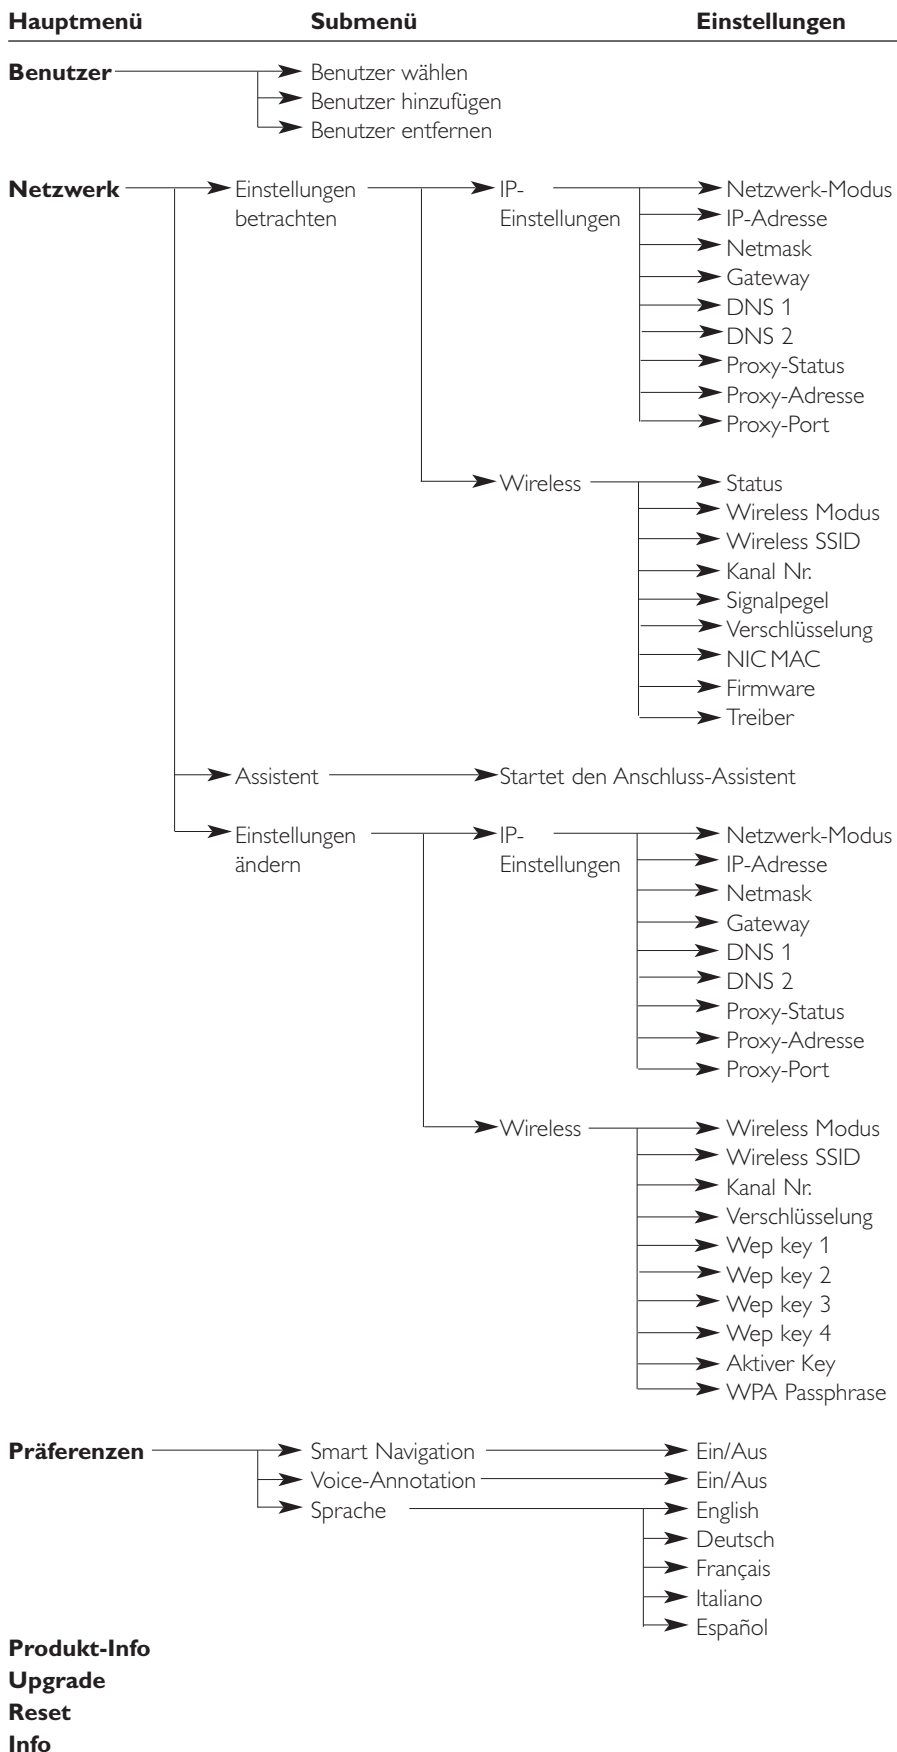 Hauptmenü Submenü Einstellungen
Benutzer Benutzer wählen
Benutzer hinzufügen
Benutzer entfernen
Netzwerk Einstellungen IP- Netzwerk-Modus
betrachten Einstellungen IP-Adresse
Netmask
Gateway
DNS 1
DNS 2
Proxy-Status
Proxy-Adresse
Proxy-Port
Wireless Status
Wireless Modus
Wireless SSID
Kanal Nr.
Signalpegel
Verschlüsselung
NIC MAC
Firmware
Treiber
Assistent Startet den Anschluss-Assistent
Einstellungen IP- Netzwerk-Modus
ändern Einstellungen IP-Adresse
Netmask
Gateway
DNS 1
DNS 2
Proxy-Status
Proxy-Adresse
Proxy-Port
Wireless Wireless Modus
Wireless SSID
Kanal Nr.
Verschlüsselung
Wep key 1
Wep key 2
Wep key 3
Wep key 4
Aktiver Key
WPA Passphrase
Präferenzen Smart Navigation Ein/Aus
Voice-Annotation Ein/Aus
Sprache English
Deutsch
Français
Italiano
Español
Produkt-Info
Upgrade
Reset
Info